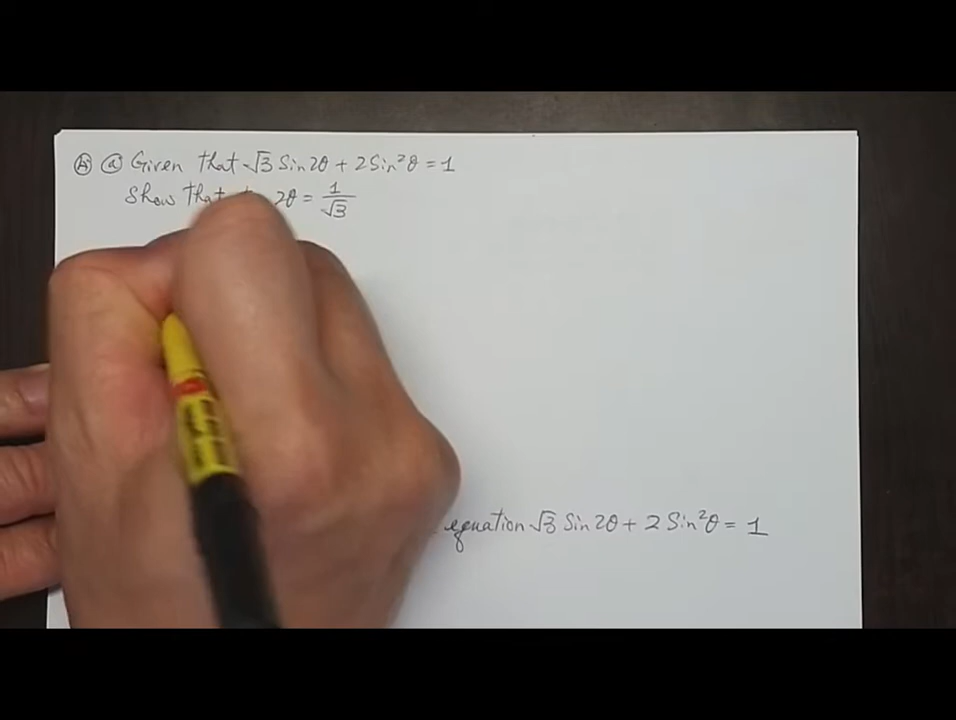 ⓑ ⓐ Given that √3 Sin 2θ + 2 Sin²θ = 1
Show that 2θ = 1/√3
equation √3 Sin 2θ + 2 Sin²θ = 1